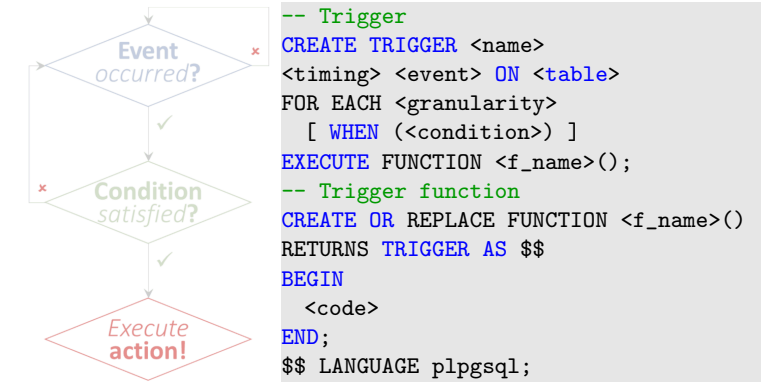 Event
occurred?
✘
✓
Condition
satisfied?
✘
✓
Execute
action!
-- Trigger
CREATE TRIGGER <name>
<timing> <event> ON <table>
FOR EACH <granularity>
  [ WHEN (<condition>) ]
EXECUTE FUNCTION <f_name>();
-- Trigger function
CREATE OR REPLACE FUNCTION <f_name>()
RETURNS TRIGGER AS $$
BEGIN
  <code>
END;
$$ LANGUAGE plpgsql;